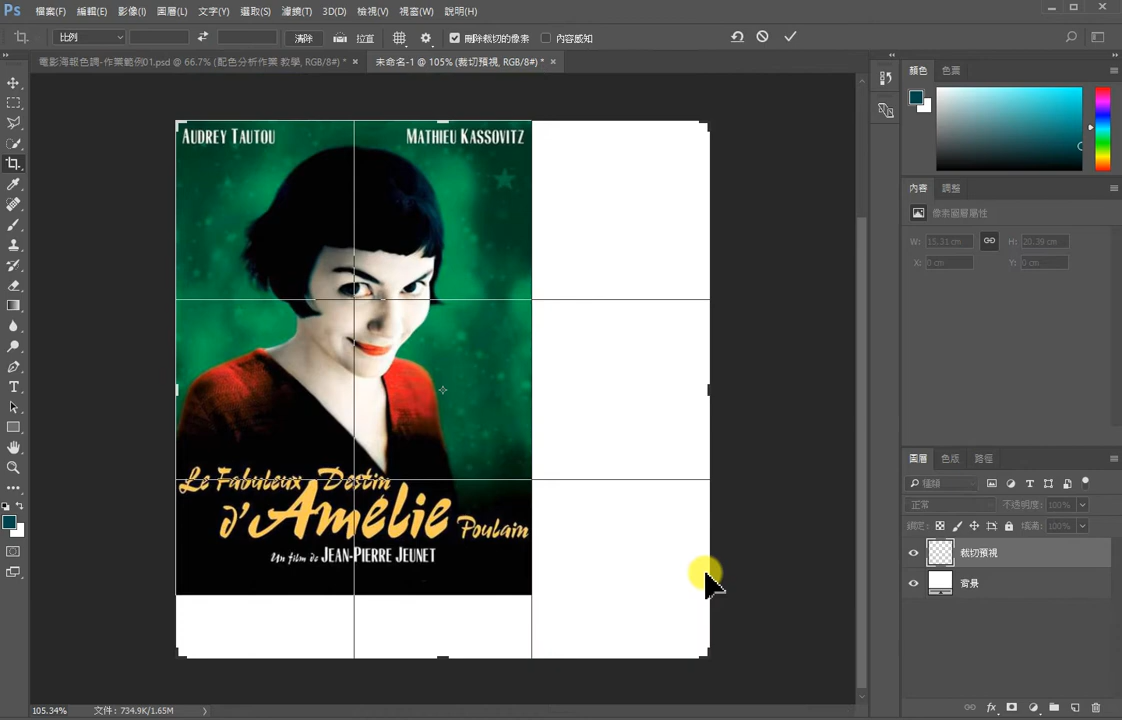 Ps 檔案(F) 編輯(E) 影像(I) 圖層(L) 文字(Y) 選取(S) 濾鏡(T) 3D(D) 檢視(V) 視窗(W) 說明(H)
比例 清除 拉直 刪除裁切的像素 內容感知
電影海報色調-作業範例01.psd @ 66.7% (配色分析作業 教學, RGB/8#) * × 未命名-1 @ 105% (裁切預視, RGB/8#) * ×
顏色 色票
AUDREY TAUTOU MATHIEU KASSOVITZ
Le Fabuleux Destin
d'Amélie Poulain
Un film de JEAN-PIERRE JEUNET
內容 調整
像素圖層屬性
W: 15.31 cm H: 20.39 cm
X: 0 cm Y: 0 cm
圖層 色版 路徑
種類
正常 不透明度: 100%
鎖定: 填滿: 100%
裁切預視
背景
105.34% 文件: 734.9K/1.65M